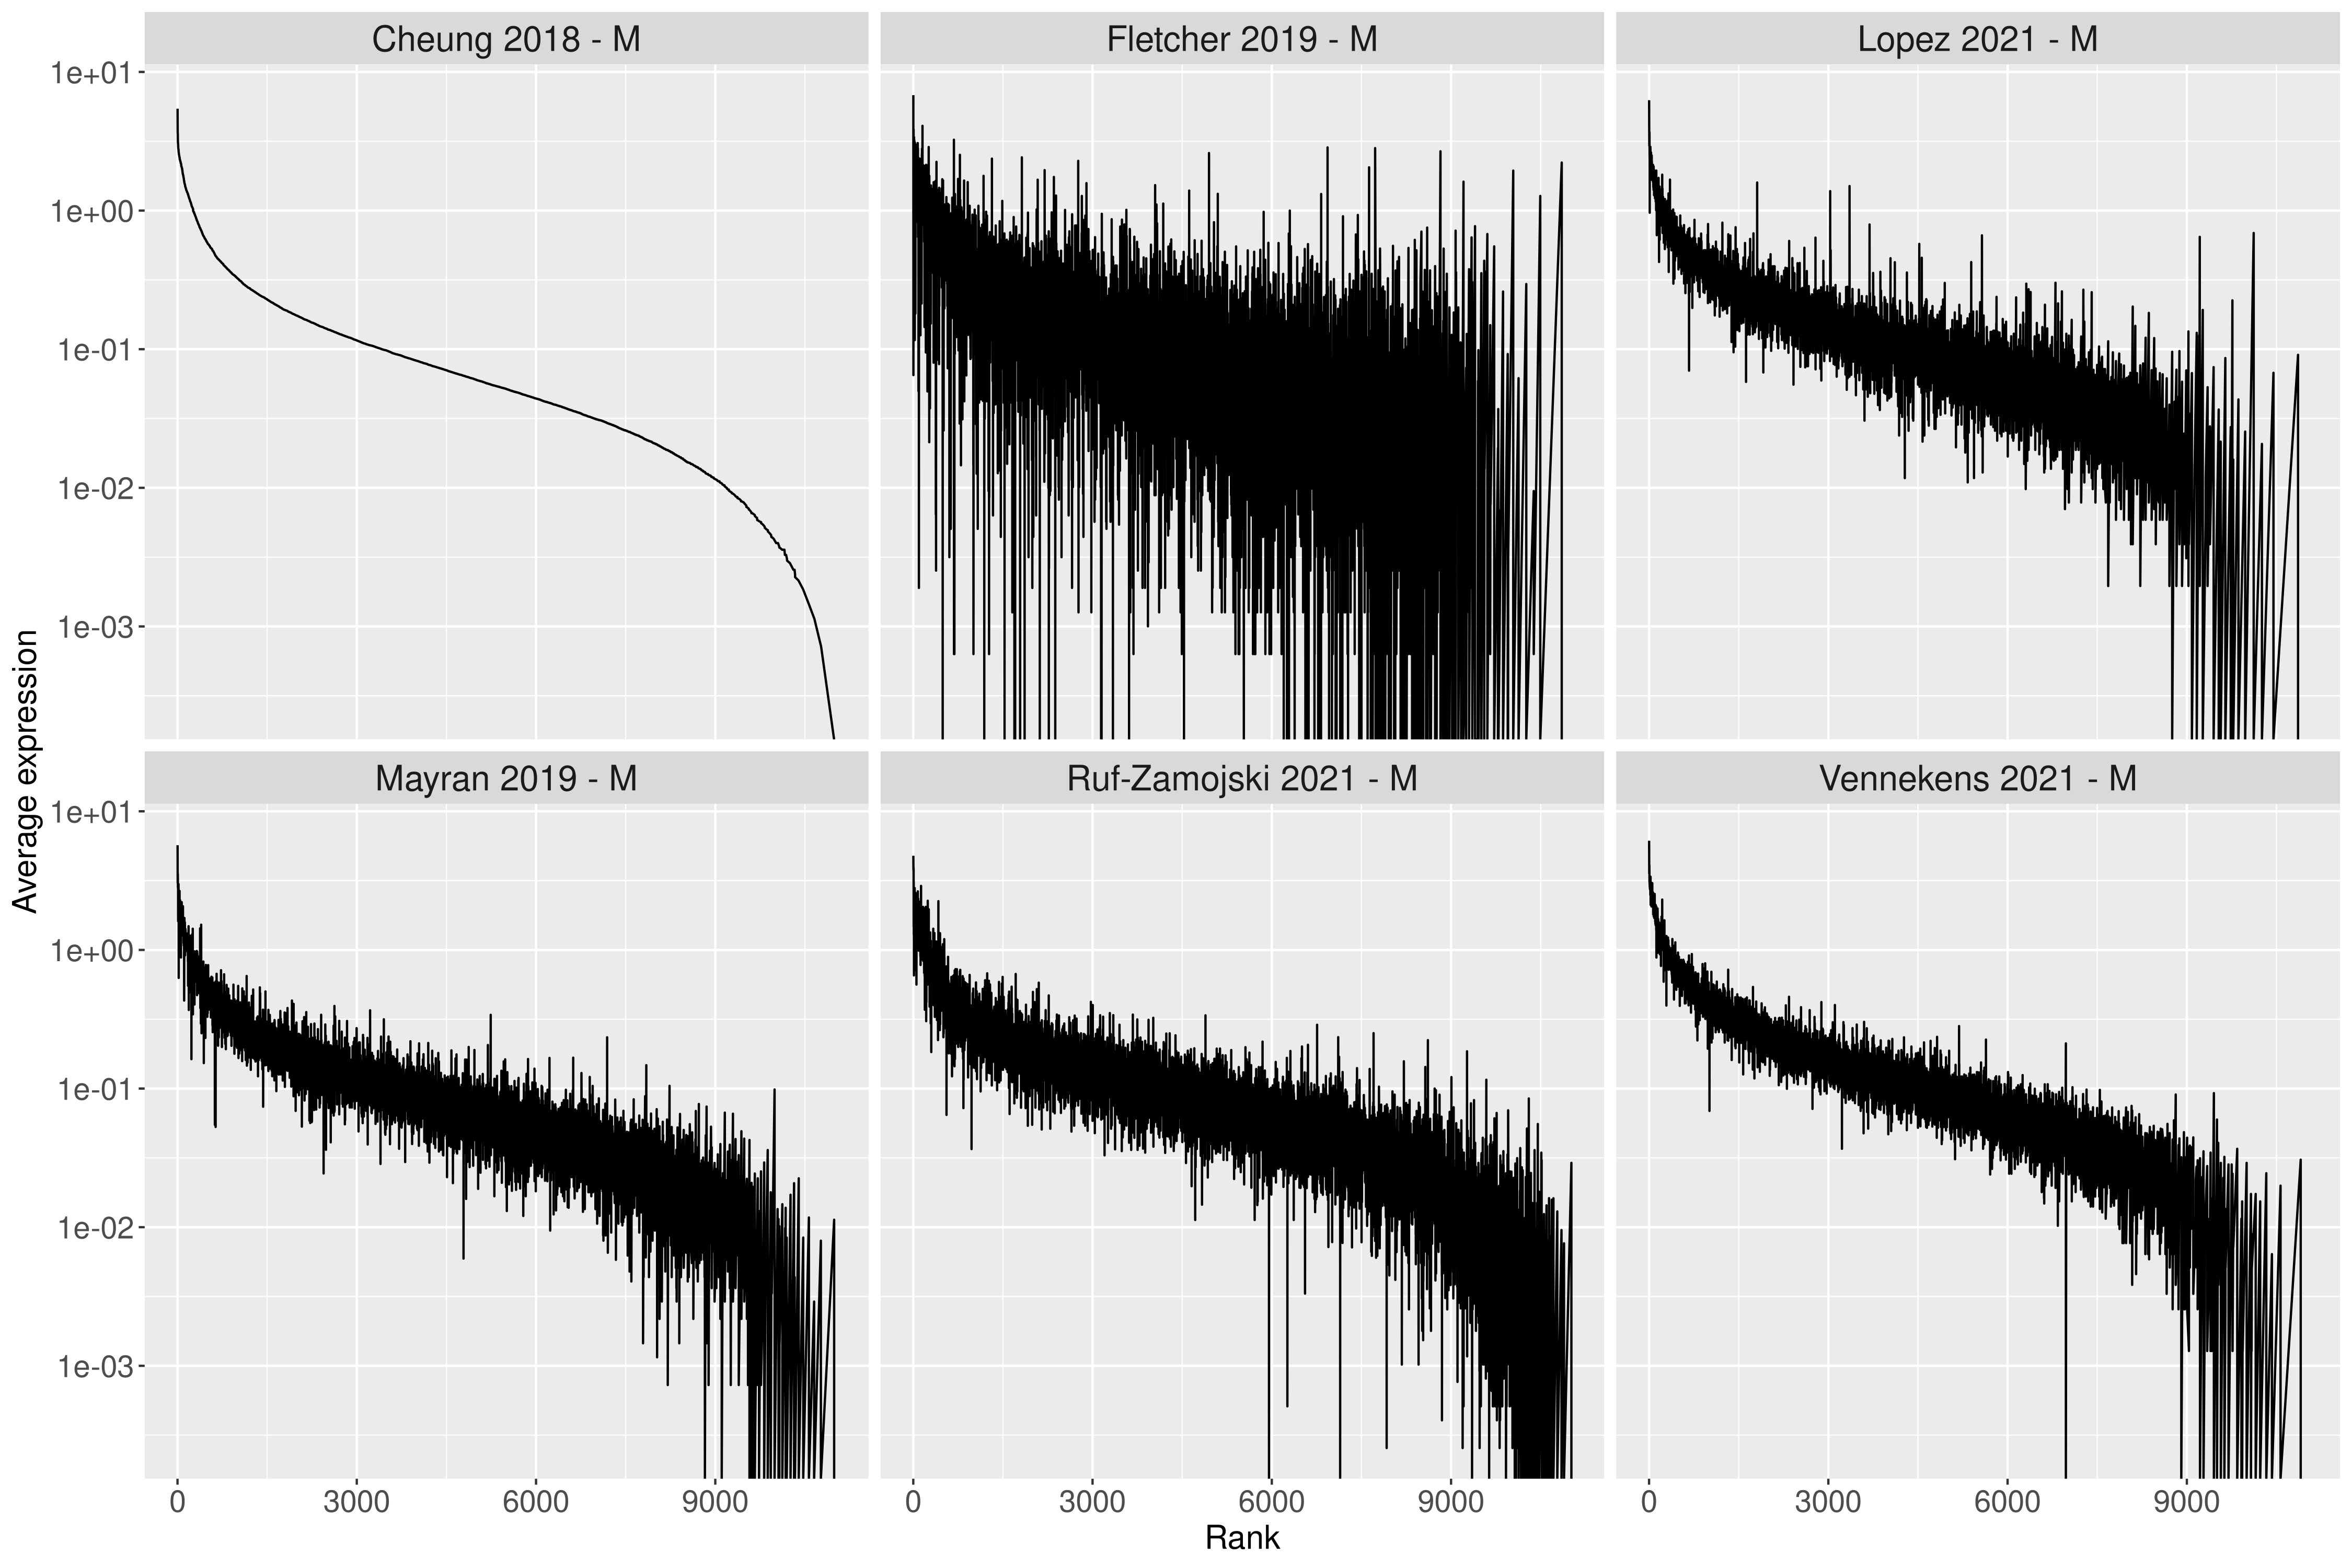 Cheung 2018 - M
Fletcher 2019 - M
Lopez 2021 - M
1e+01
1e+00
1e-01
1e-02
1e-03
Average expression
Mayran 2019 - M
Ruf-Zamojski 2021 - M
Vennekens 2021 - M
1e+01
1e+00
1e-01
1e-02
1e-03
0 3000 6000 9000
0 3000 6000 9000
0 3000 6000 9000
Rank